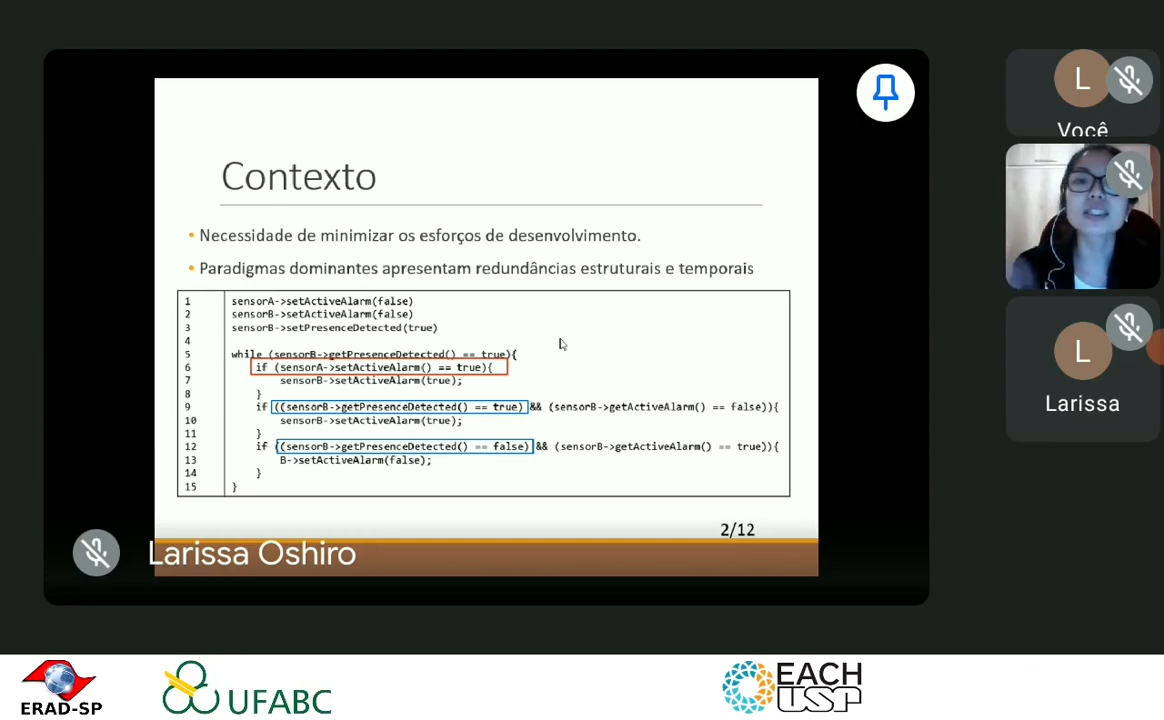 Contexto
• Necessidade de minimizar os esforços de desenvolvimento.
• Paradigmas dominantes apresentam redundâncias estruturais e temporais
1 sensorA->setActiveAlarm(false)
2 sensorB->setActiveAlarm(false)
3 sensorB->setPresenceDetected(true)
4
5 while (sensorB->getPresenceDetected() == true){
6 if (sensorA->setActiveAlarm() == true){
7 sensorB->setActiveAlarm(true);
8 }
9 if ((sensorB->getPresenceDetected() == true) && (sensorB->getActiveAlarm() == false)){
10 sensorB->setActiveAlarm(true);
11 }
12 if ((sensorB->getPresenceDetected() == false) && (sensorB->getActiveAlarm() == true)){
13 B->setActiveAlarm(false);
14 }
15 }
2/12
Larissa Oshiro
L
Você
L
Larissa
ERAD-SP
UFABC
EACH
USP